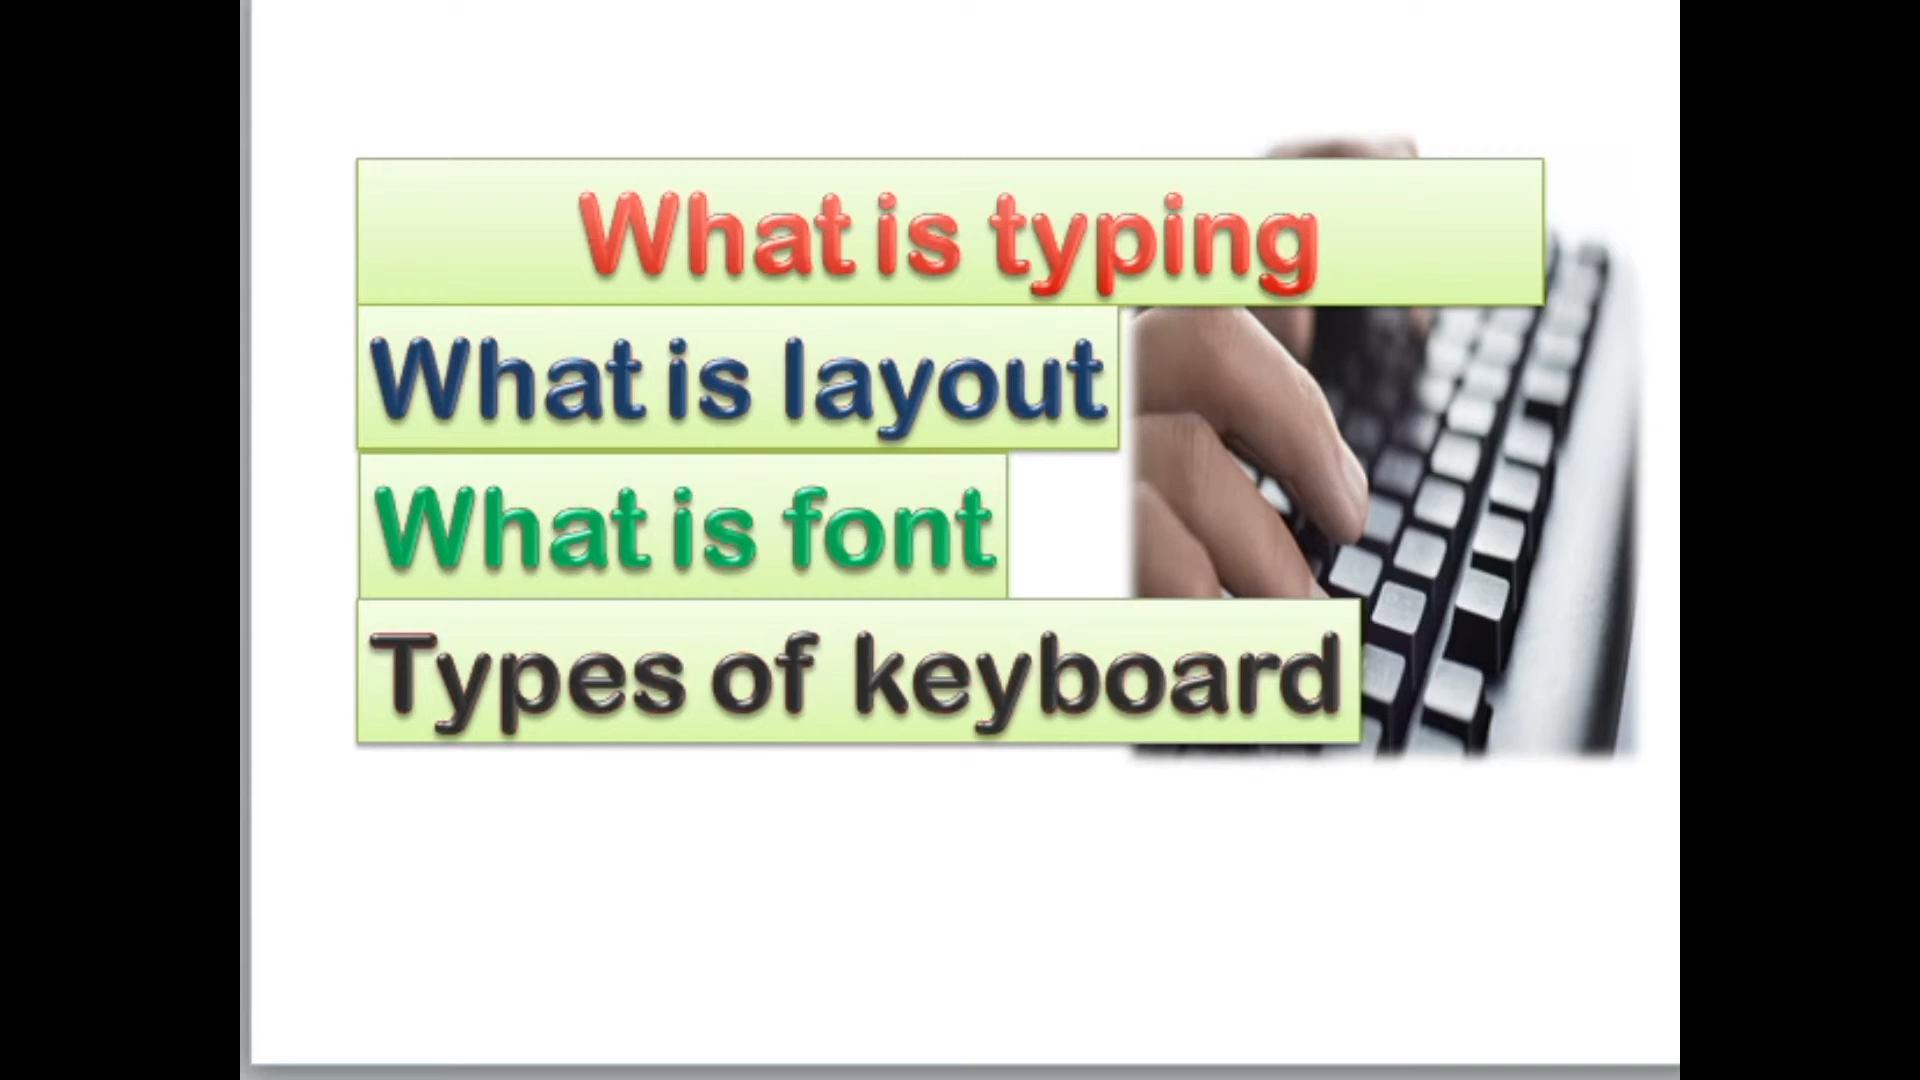 What is typing
What is layout
What is font
Types of keyboard